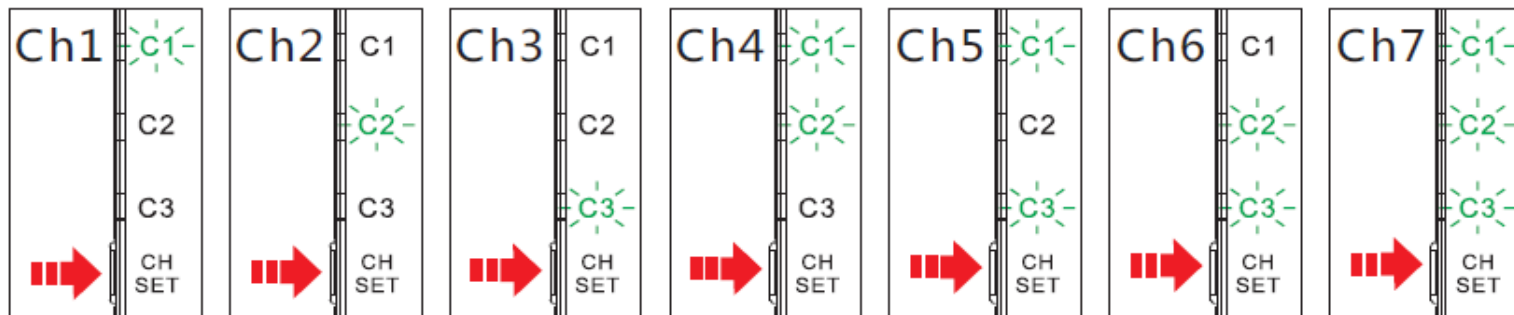 Ch1 C1
C2
C3
CH
SET
Ch2 C1
C2
C3
CH
SET
Ch3 C1
C2
C3
CH
SET
Ch4 C1
C2
C3
CH
SET
Ch5 C1
C2
C3
CH
SET
Ch6 C1
C2
C3
CH
SET
Ch7 C1
C2
C3
CH
SET